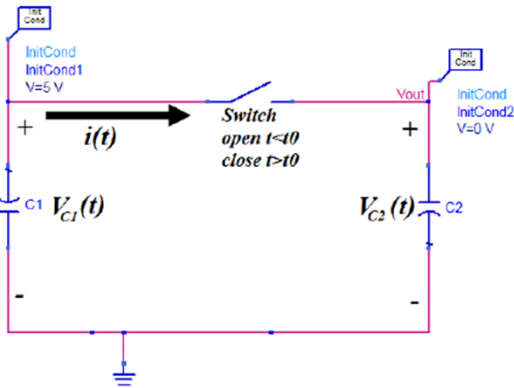 Init
Cond
InitCond
InitCond1
V=5 V
Init
Cond
Vout
InitCond
InitCond2
V=0 V
+
i(t)
Switch
open t<t0
close t>t0
+
C1
VC1(t)
VC2(t)
C2
-
-